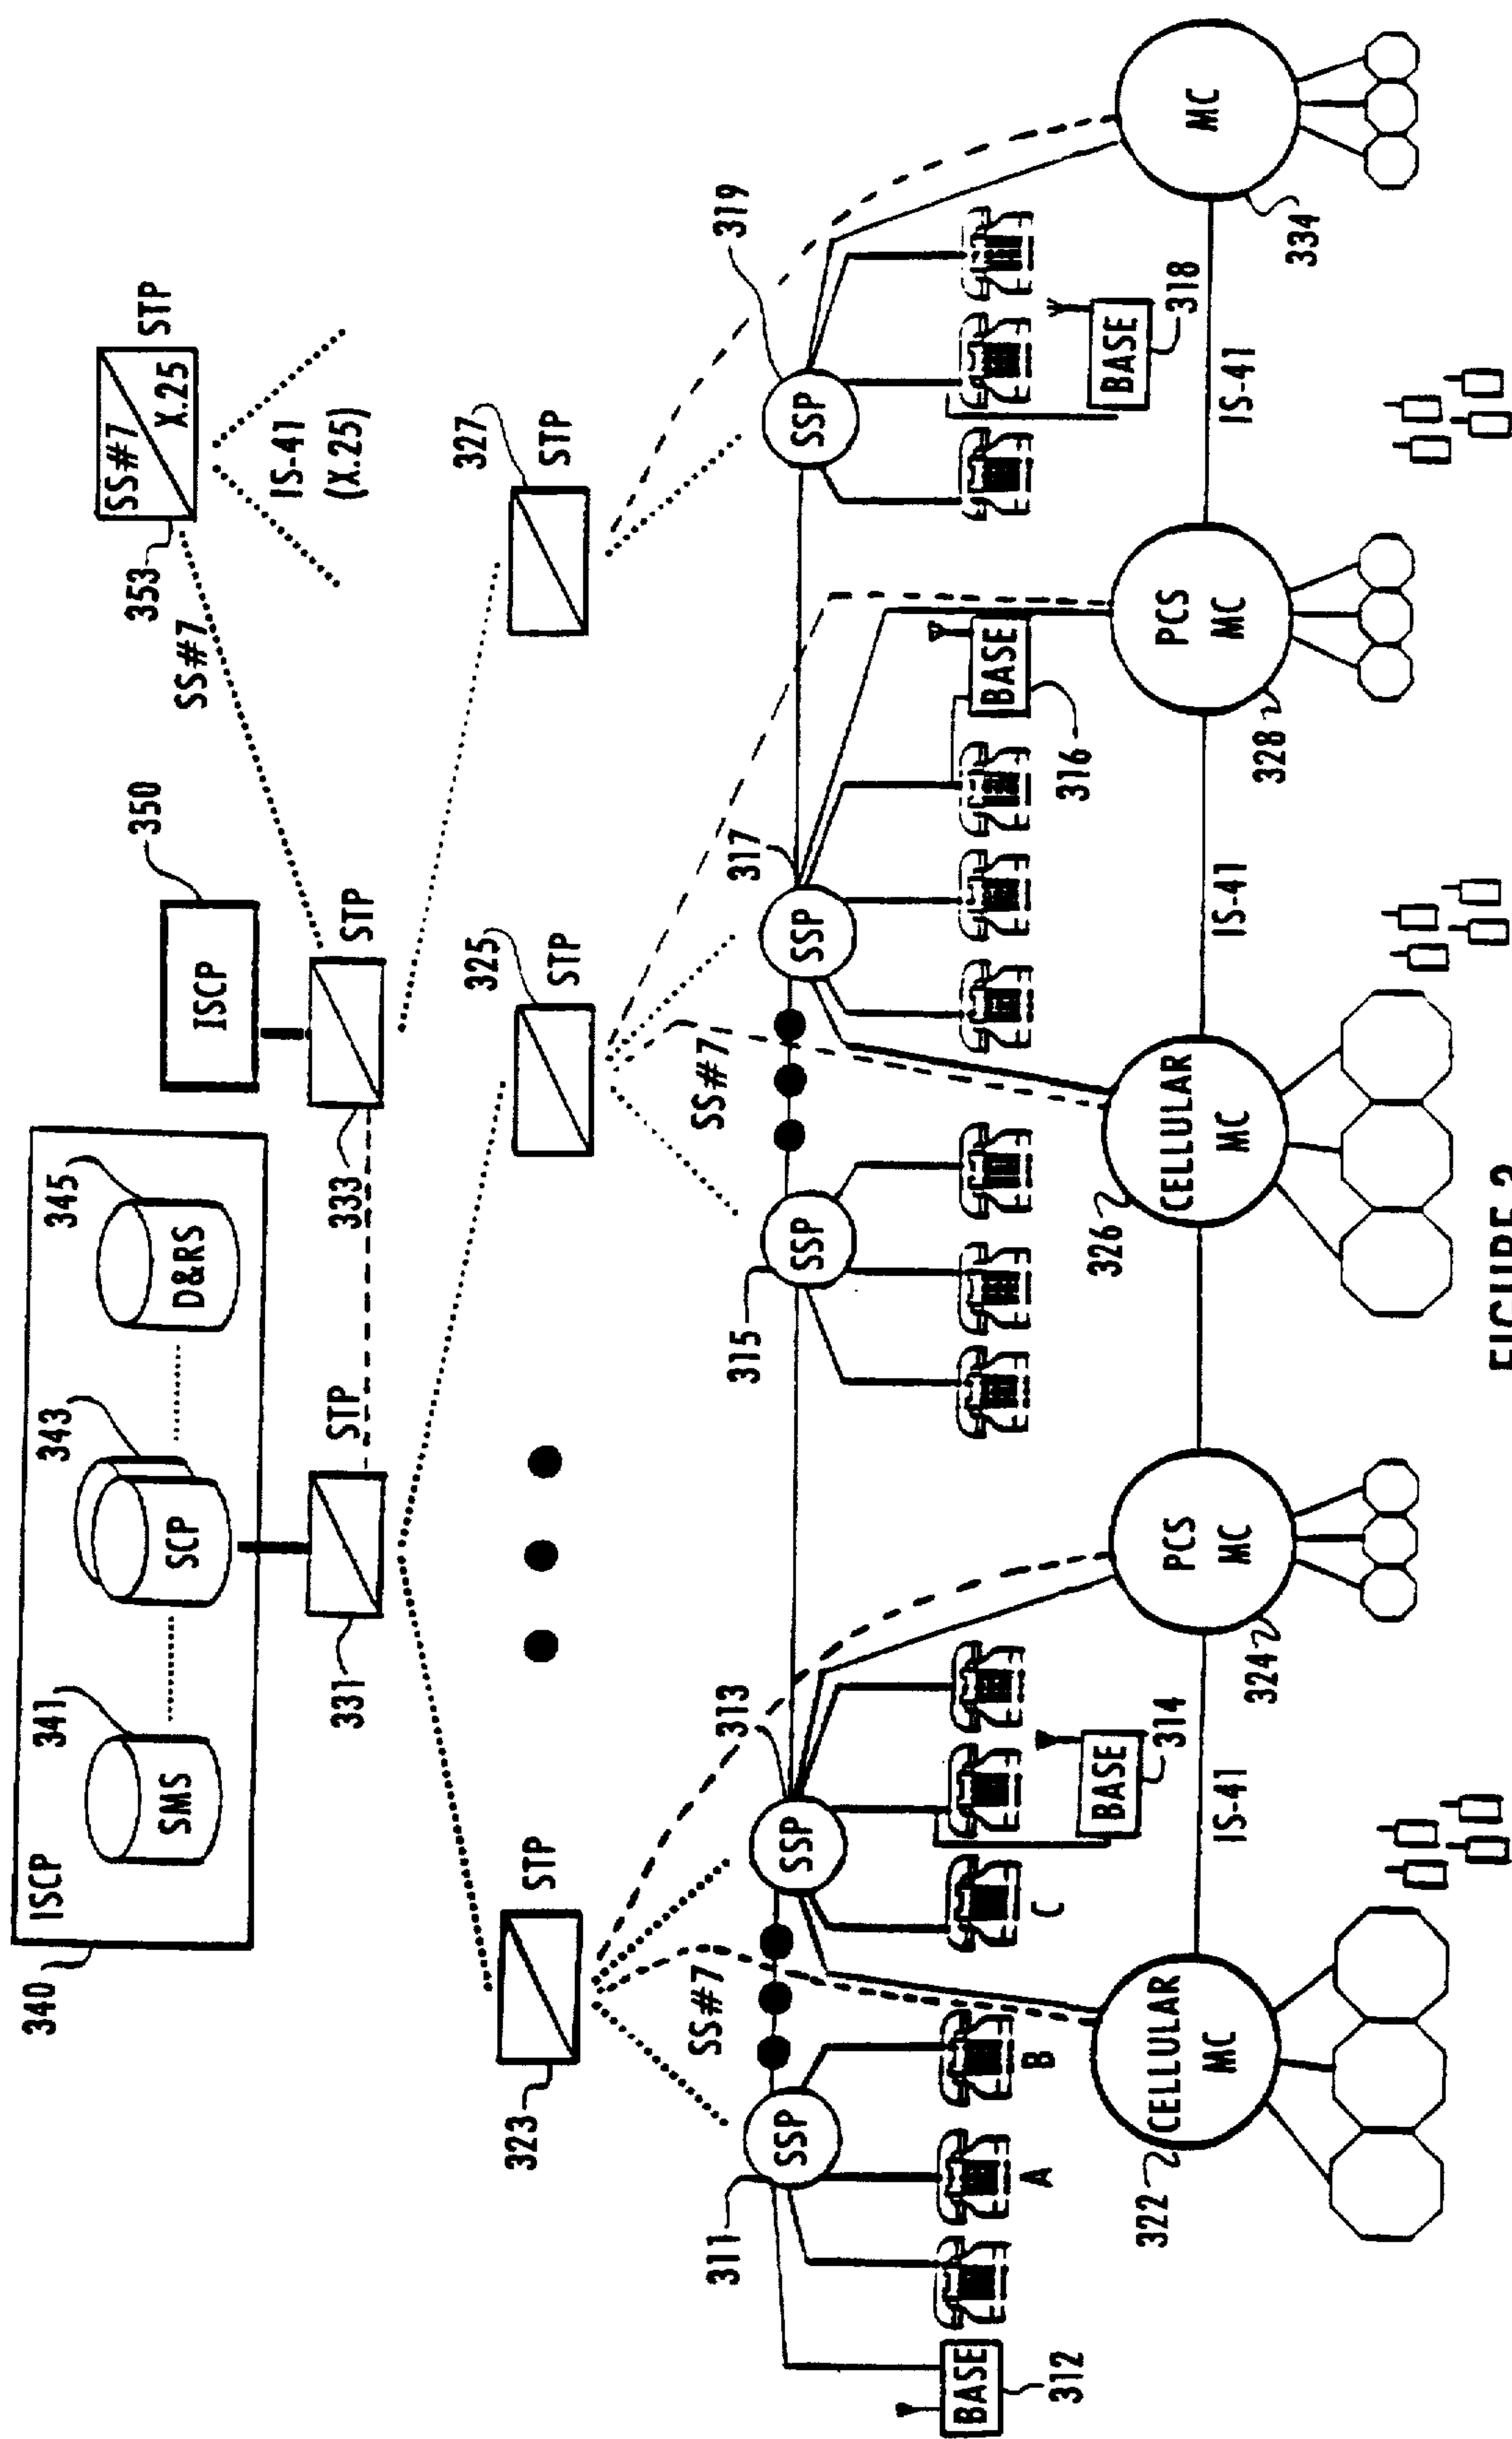 340
ISCP
341
SMS
343
SCP
345
D&RS
350
ISCP
353
SS#7
X.25
STP
SS#7
IS-41
(X.25)
331
STP
333
STP
323
STP
325
STP
327
STP
SS#7
SS#7
311
SSP
313
SSP
315
SSP
317
SSP
319
SSP
BASE
312
A
B
C
BASE
314
BASE
316
BASE
318
322
CELLULAR
MC
IS-41
324
PCS
MC
326
CELLULAR
MC
IS-41
328
PCS
MC
IS-41
334
MC